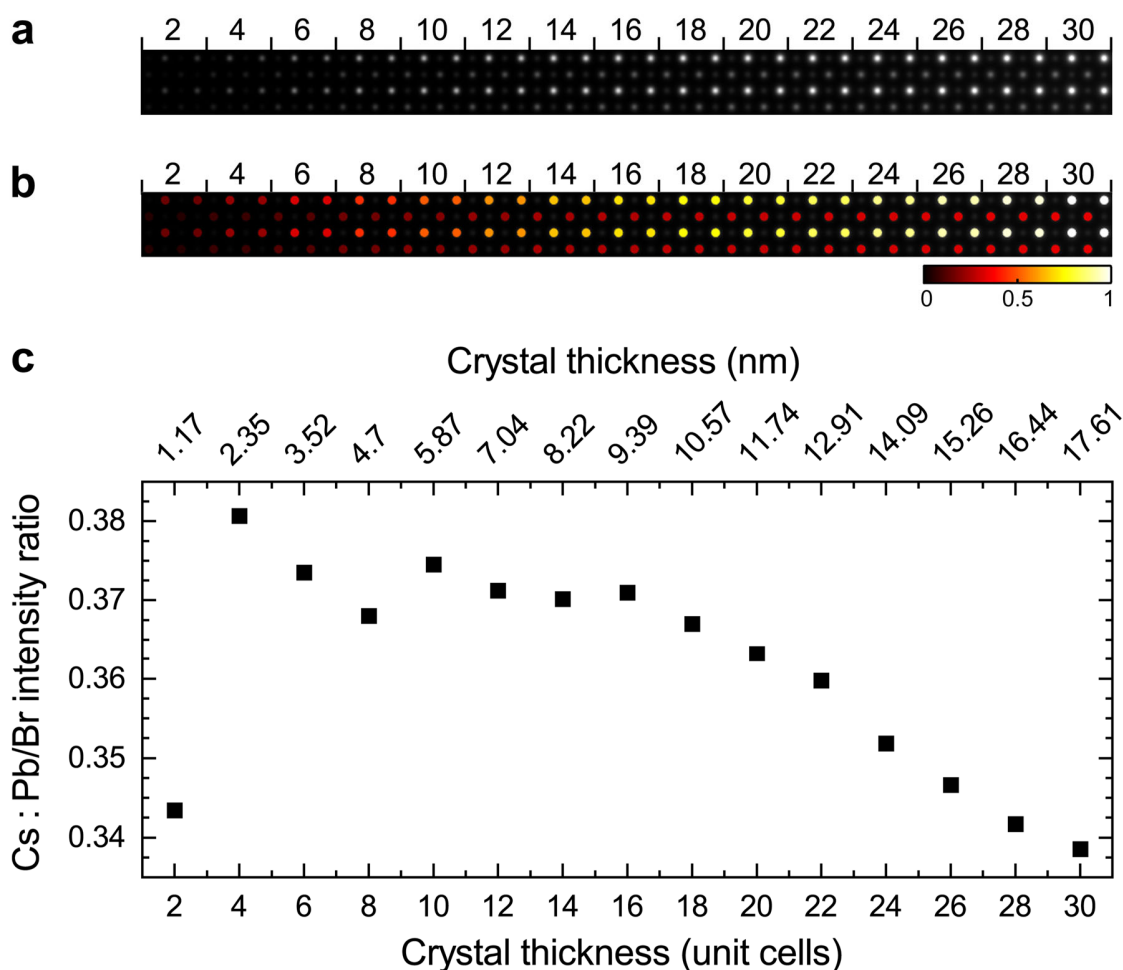 a
2 4 6 8 10 12 14 16 18 20 22 24 26 28 30
b
2 4 6 8 10 12 14 16 18 20 22 24 26 28 30
0 0.5 1
c
Crystal thickness (nm)
1.17 2.35 3.52 4.7 5.87 7.04 8.22 9.39 10.57 11.74 12.91 14.09 15.26 16.44 17.61
Cs : Pb/Br intensity ratio
0.38
0.37
0.36
0.35
0.34
2 4 6 8 10 12 14 16 18 20 22 24 26 28 30
Crystal thickness (unit cells)